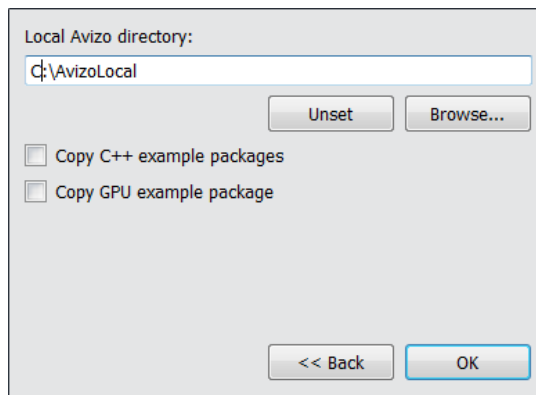 Local Avizo directory:
C:\AvizoLocal
Unset
Browse...
Copy C++ example packages
Copy GPU example package
<< Back
OK